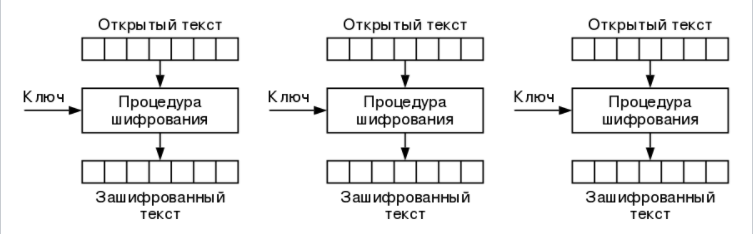 Открытый текст Открытый текст Открытый текст
Ключ Процедура шифрования Ключ Процедура шифрования Ключ Процедура шифрования
Зашифрованный текст Зашифрованный текст Зашифрованный текст